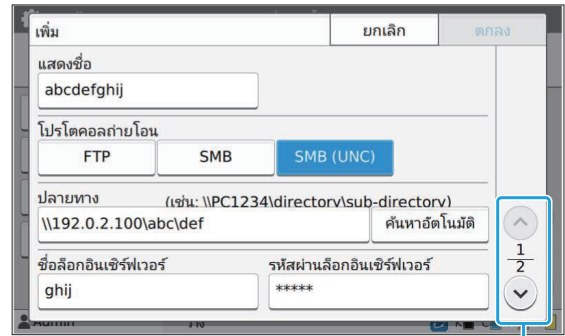 เพิ่ม ยกเลิก ตกลง
แสดงชื่อ
abcdefghij
โปรโตคอลถ่ายโอน
FTP SMB SMB (UNC)
ปลายทาง (เช่น: \\PC1234\directory\sub-directory)
\\192.0.2.100\abc\def ค้นหาอัตโนมัติ
ชื่อล็อกอินเซิร์ฟเวอร์ รหัสผ่านล็อกอินเซิร์ฟเวอร์
ghij *****
1
2
Admin